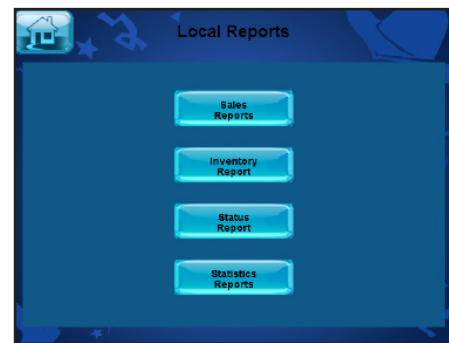 Local Reports
Sales
Reports
Inventory
Report
Status
Report
Statistics
Reports